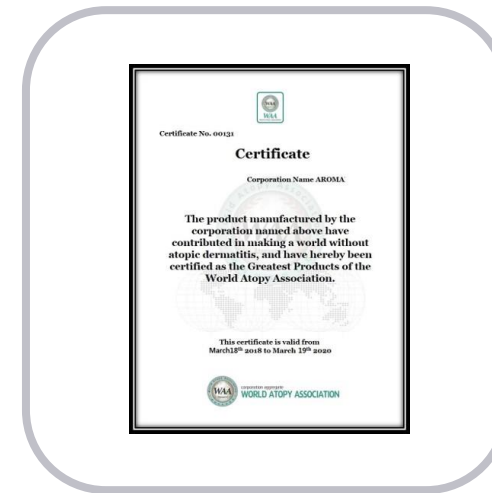 WAA
Certificate No. 00131
Certificate
Corporation Name AROMA
The product manufactured by the
corporation named above have
contributed in making a world without
atopic dermatitis, and have hereby been
certified as the Greatest Products of the
World Atopy Association.
This certificate is valid from
March18th 2018 to March 19th 2020
WAA
corporation aggregate
WORLD ATOPY ASSOCIATION